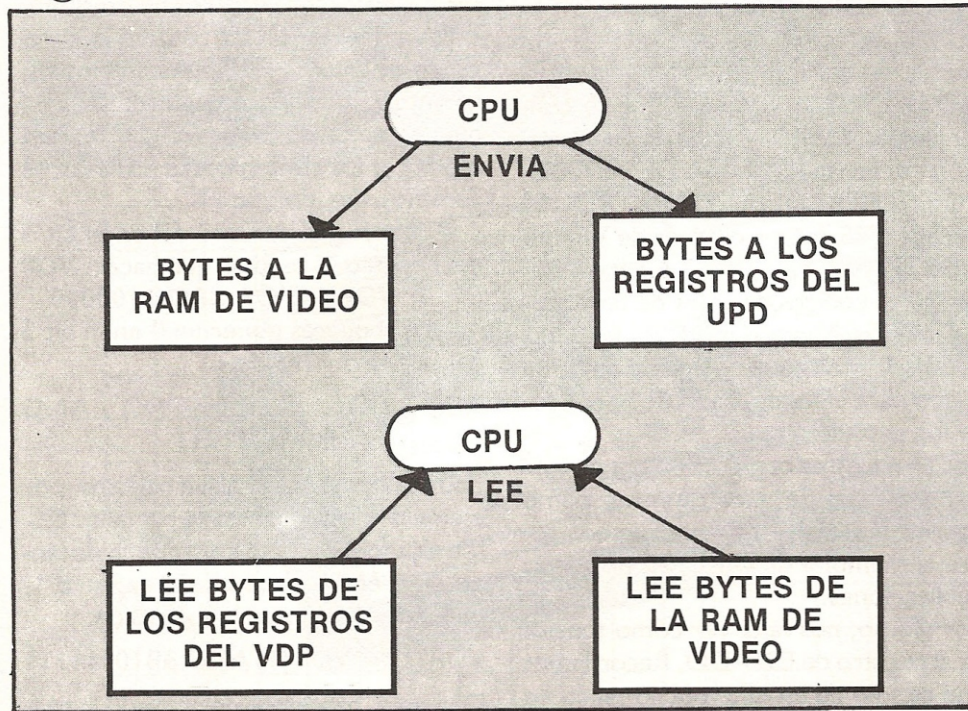 CPU
ENVIA
BYTES A LA
RAM DE VIDEO
BYTES A LOS
REGISTROS DEL
UPD
CPU
LEE
LEE BYTES DE
LOS REGISTROS
DEL VDP
LEE BYTES DE
LA RAM DE
VIDEO